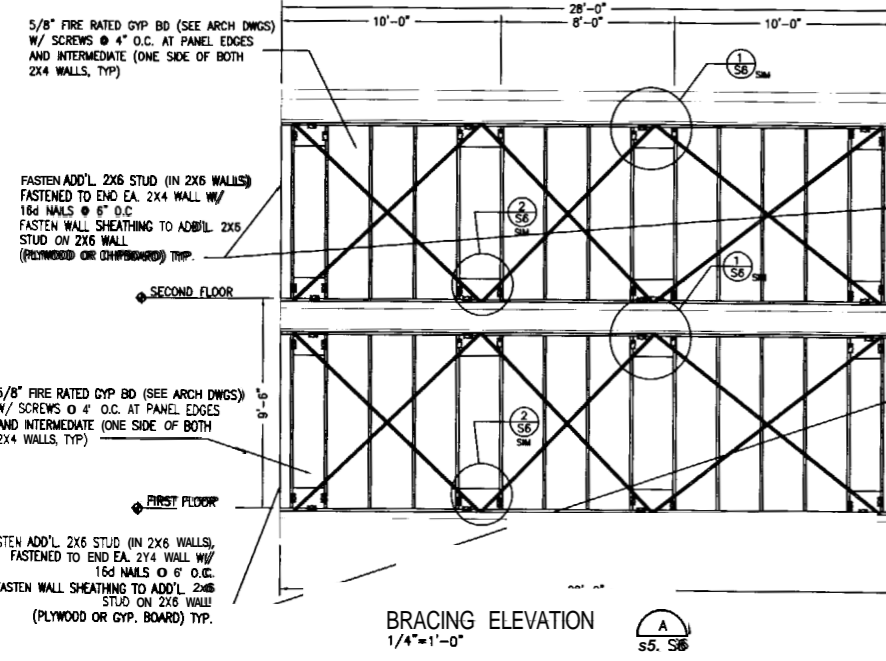 28'-0"
10'-0" 8'-0" 10'-0"
5/8" FIRE RATED GYP BD (SEE ARCH DWGS)
W/ SCREWS @ 4" O.C. AT PANEL EDGES
AND INTERMEDIATE (ONE SIDE OF BOTH
2X4 WALLS, TYP)
1
S6 SIM
FASTEN ADD'L 2X6 STUD (IN 2X6 WALLS)
FASTENED TO END EA. 2X4 WALL W/
16d NAILS @ 6" O.C
FASTEN WALL SHEATHING TO ADD'L 2X6
STUD ON 2X6 WALL
(PLYWOOD OR CHIPBOARD) TYP.
2
S6
SIM
1
S6 SIM
SECOND FLOOR
9'-6"
5/8" FIRE RATED GYP BD (SEE ARCH DWGS)
W/ SCREWS O 4' O.C. AT PANEL EDGES
AND INTERMEDIATE (ONE SIDE OF BOTH
2X4 WALLS, TYP)
2
S6
SIM
FIRST FLOOR
STEN ADD'L 2X6 STUD (IN 2X6 WALLS),
FASTENED TO END EA. 2Y4 WALL W/
16d NAILS O 6' O.C.
FASTEN WALL SHEATHING TO ADD'L 2X6
STUD ON 2X6 WALL
(PLYWOOD OR GYP. BOARD) TYP.
BRACING ELEVATION
1/4"=1'-0"
A
s5, S6